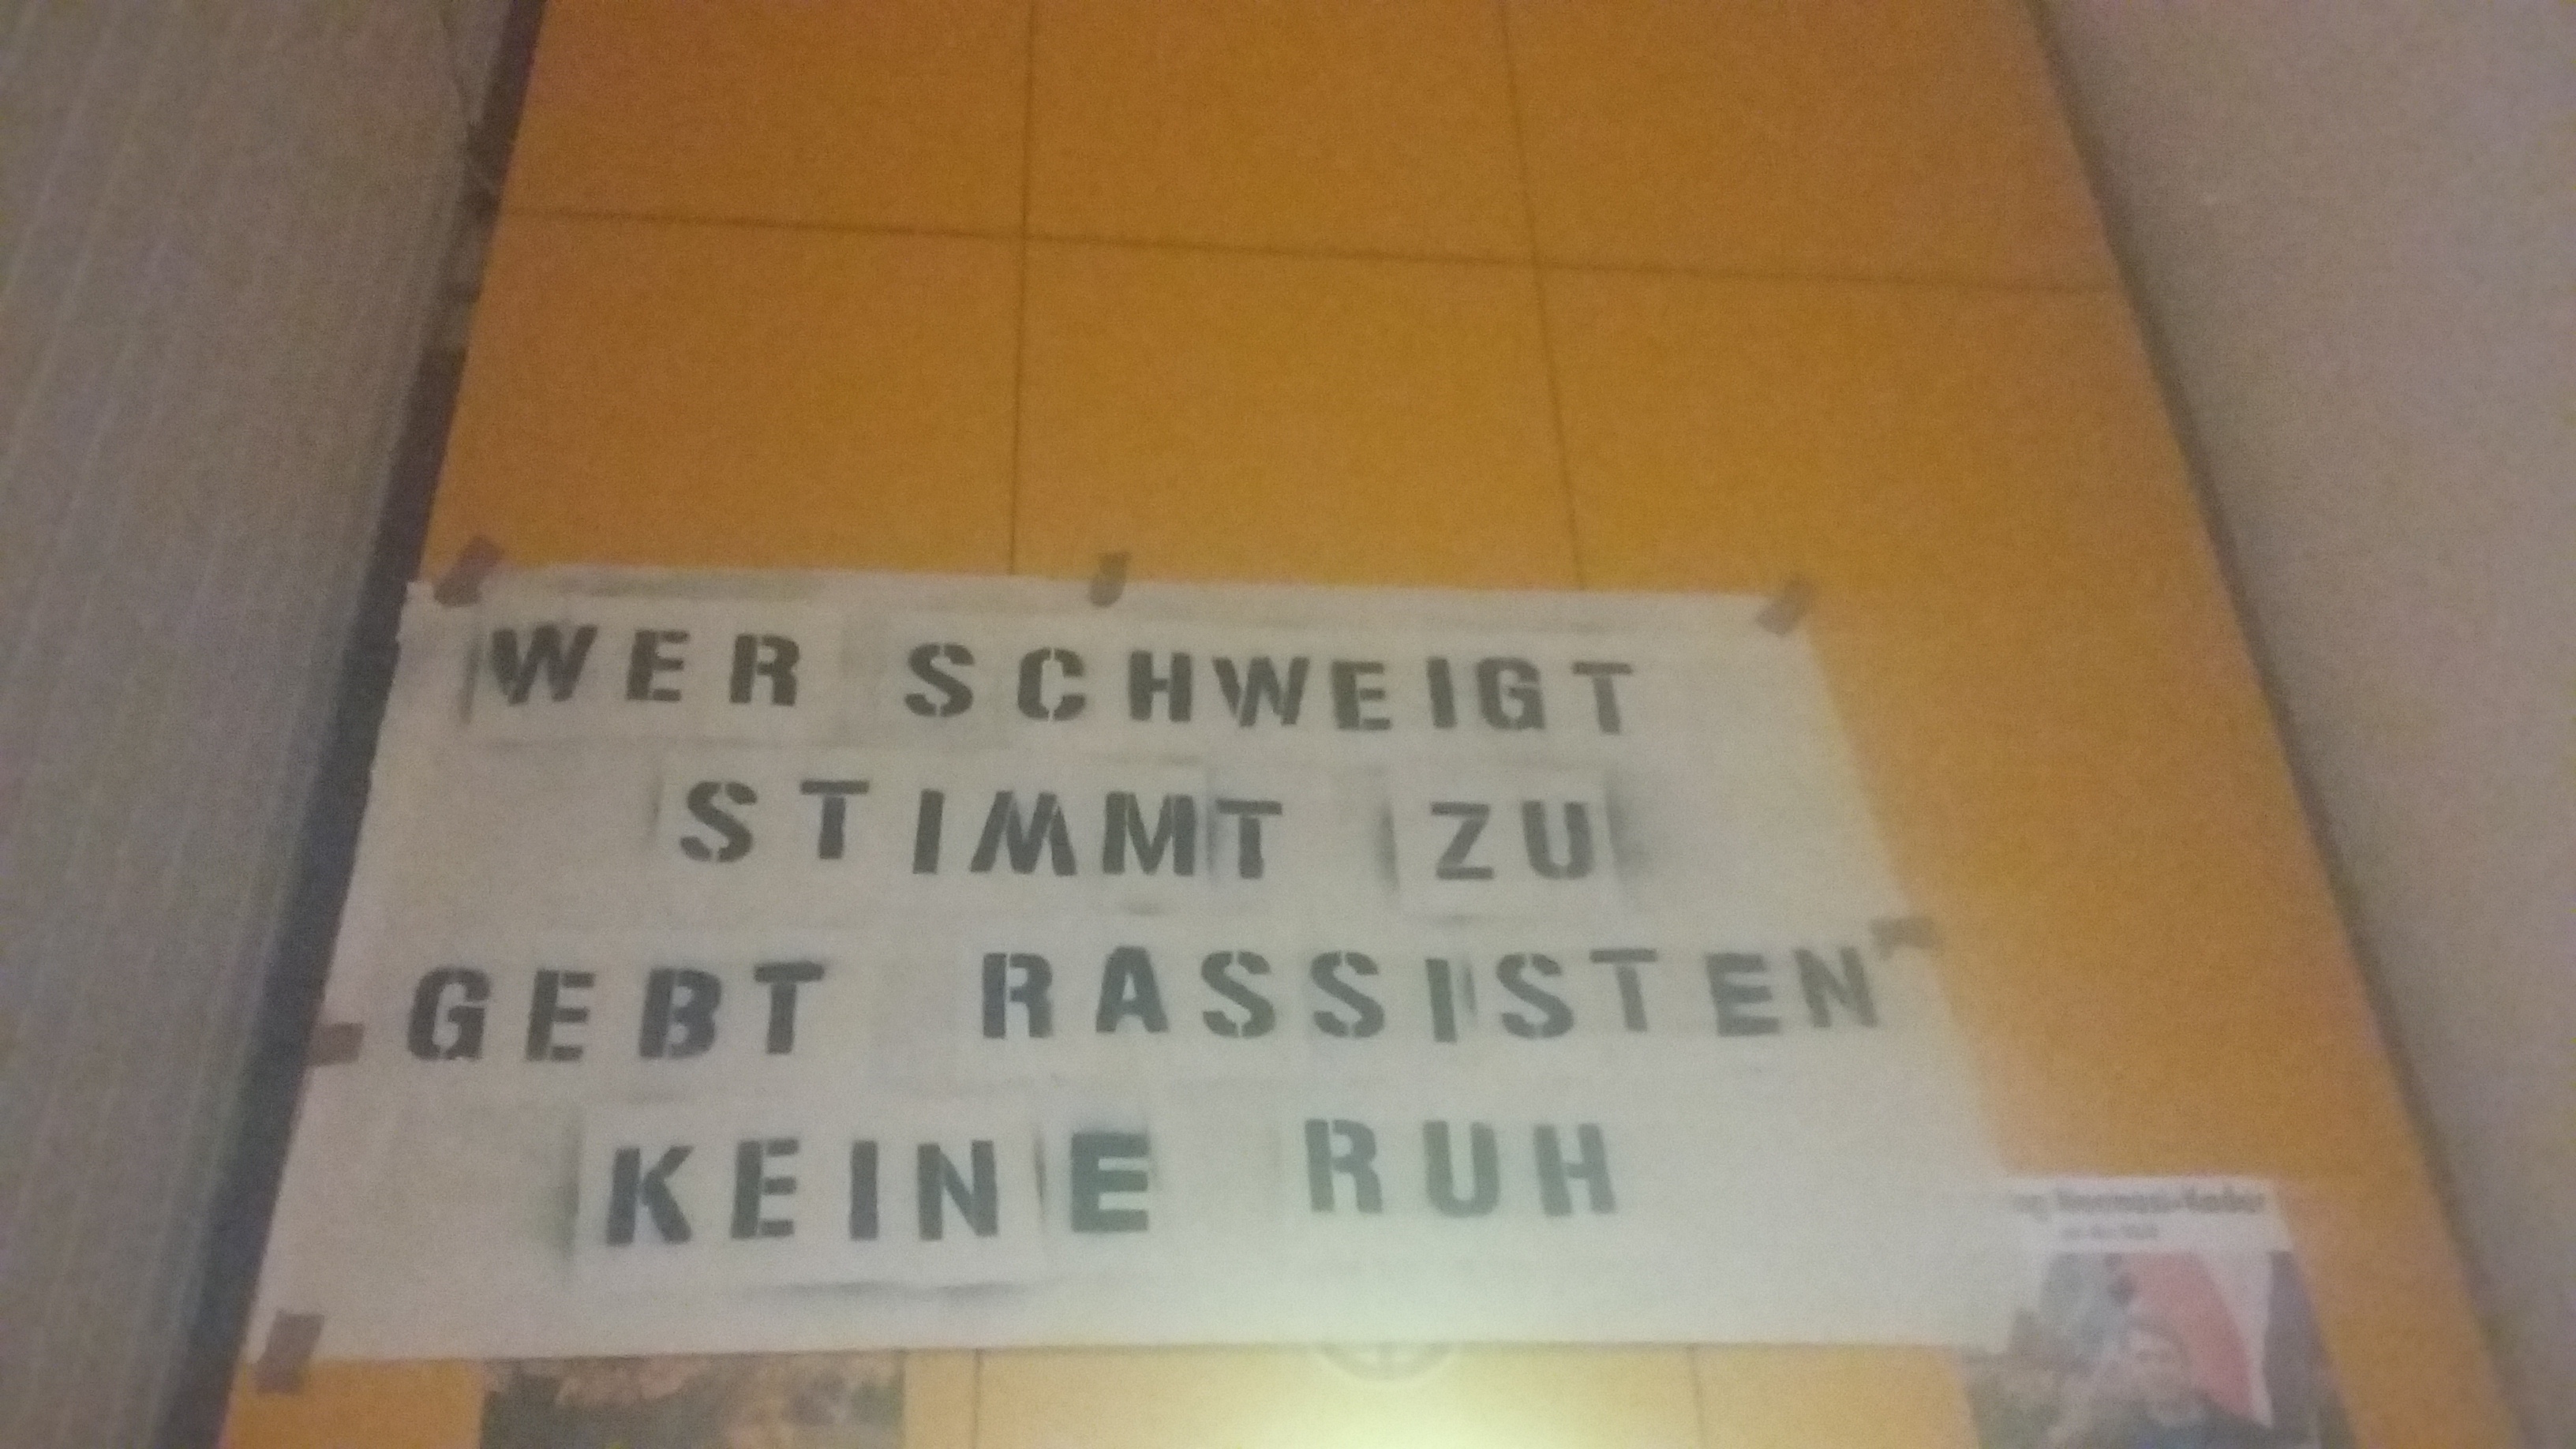 WER SCHWEIGT
STIMMT ZU
GEBT RASSISTEN
KEINE RUH